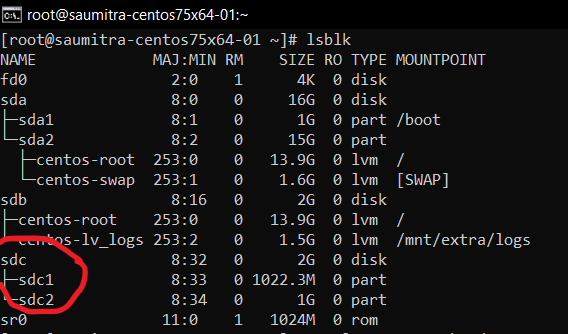 root@saumitra-centos75x64-01:~
[root@saumitra-centos75x64-01 ~]# lsblk
NAME MAJ:MIN RM SIZE RO TYPE MOUNTPOINT
fd0 2:0 1 4K 0 disk
sda 8:0 0 16G 0 disk
├─sda1 8:1 0 1G 0 part /boot
└─sda2 8:2 0 15G 0 part
├─centos-root 253:0 0 13.9G 0 lvm /
└─centos-swap 253:1 0 1.6G 0 lvm [SWAP]
sdb 8:16 0 2G 0 disk
├─centos-root 253:0 0 13.9G 0 lvm /
└─centos-lv_logs 253:2 0 1.5G 0 lvm /mnt/extra/logs
sdc 8:32 0 2G 0 disk
├─sdc1 8:33 0 1022.3M 0 part
└─sdc2 8:34 0 1G 0 part
sr0 11:0 1 1024M 0 rom